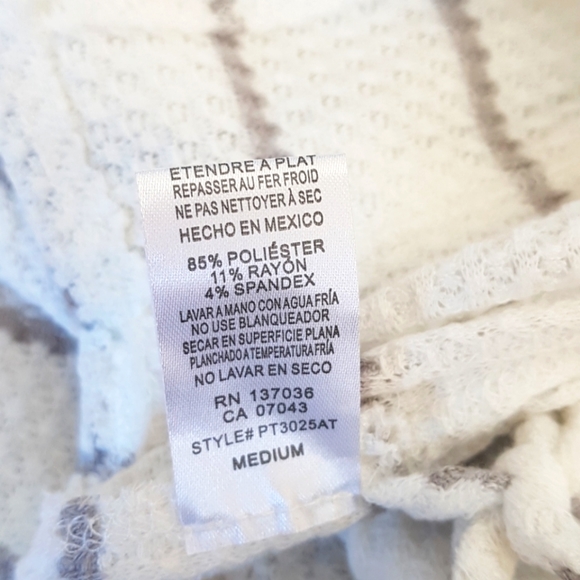 ETENDRE A PLAT
REPASSER AU FER FROID
NE PAS NETTOYER À SEC
HECHO EN MEXICO
85% POLIÉSTER
11% RAYÓN
4% SPANDEX
LAVAR A MANO CON AGUA FRÍA
NO USE BLANQUEADOR
SECAR EN SUPERFICIE PLANA
PLANCHADO A TEMPERATURA FRÍA
NO LAVAR EN SECO
RN 137036
CA 07043
STYLE# PT3025AT
MEDIUM